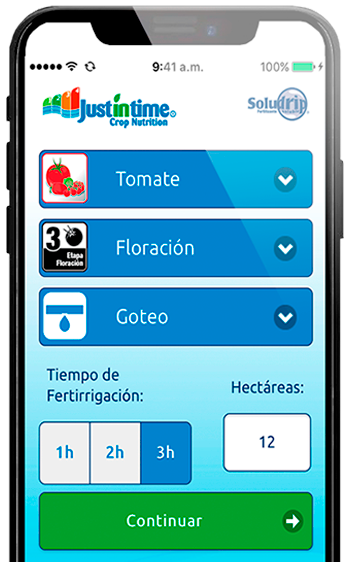 9:41 a.m.
100%
Justintime
Crop Nutrition
Soludrip
Tomate
3
Etapa
Floración
Floración
Goteo
Tiempo de
Fertirrigación:
Hectáreas:
1h 2h 3h
12
Continuar